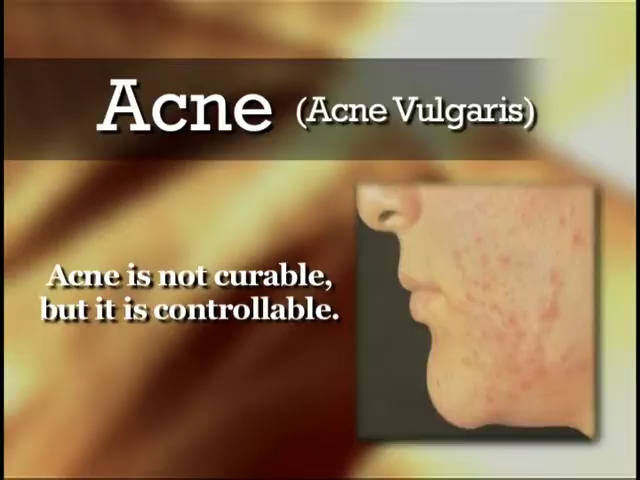 Acne (Acne Vulgaris)
Acne is not curable,
but it is controllable.